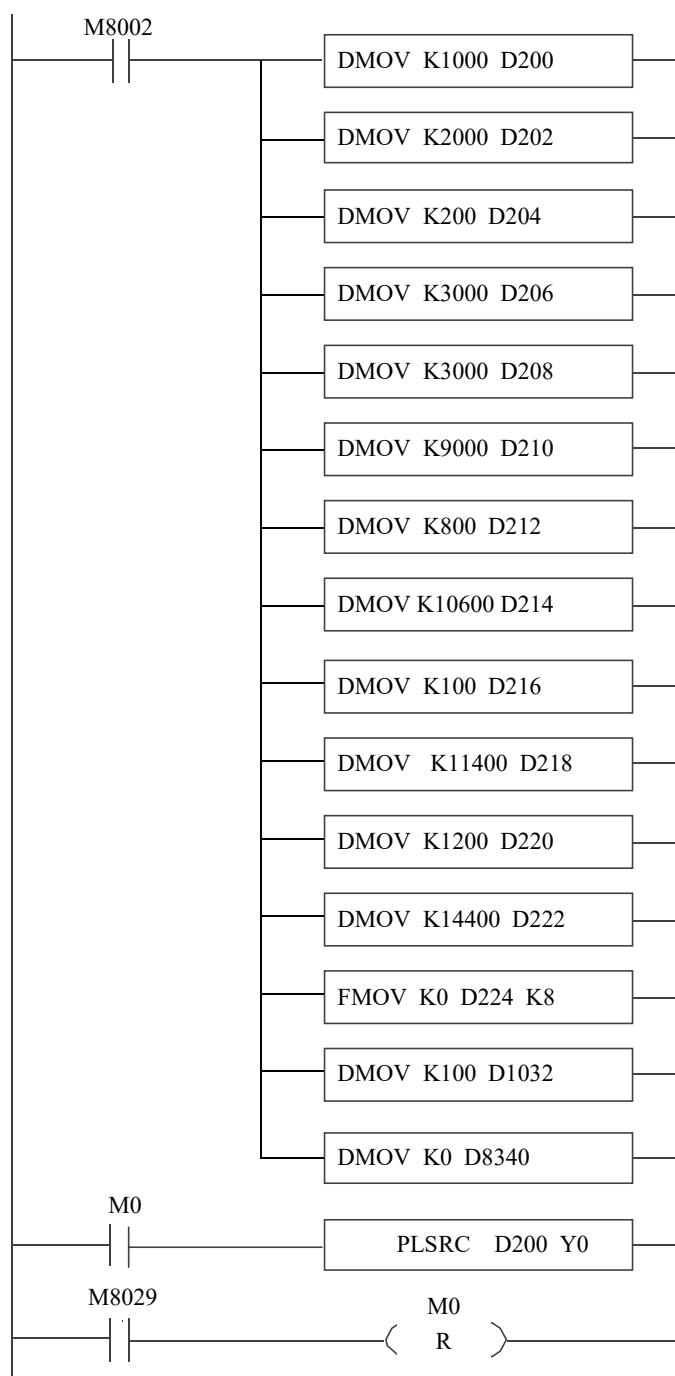 M8002
DMOV K1000 D200
DMOV K2000 D202
DMOV K200 D204
DMOV K3000 D206
DMOV K3000 D208
DMOV K9000 D210
DMOV K800 D212
DMOV K10600 D214
DMOV K100 D216
DMOV K11400 D218
DMOV K1200 D220
DMOV K14400 D222
FMOV K0 D224 K8
DMOV K100 D1032
DMOV K0 D8340
M0
PLSRC D200 Y0
M8029
M0
R